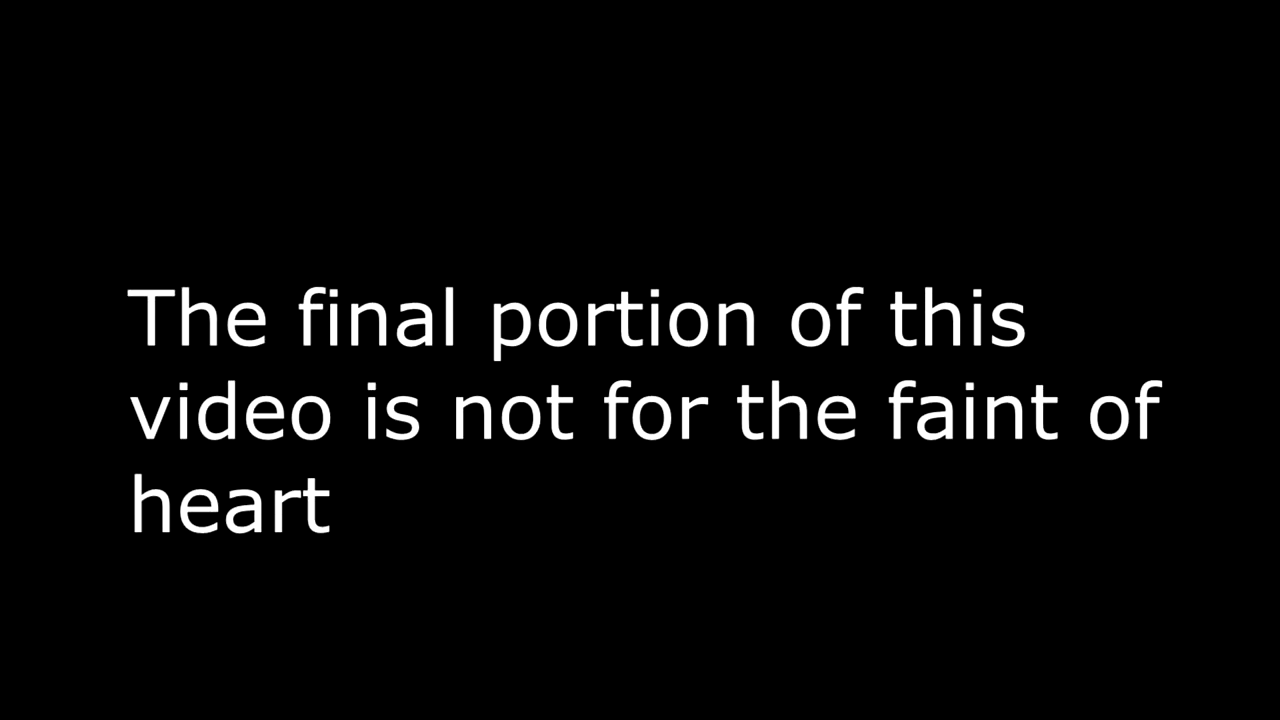 The final portion of this
video is not for the faint of
heart